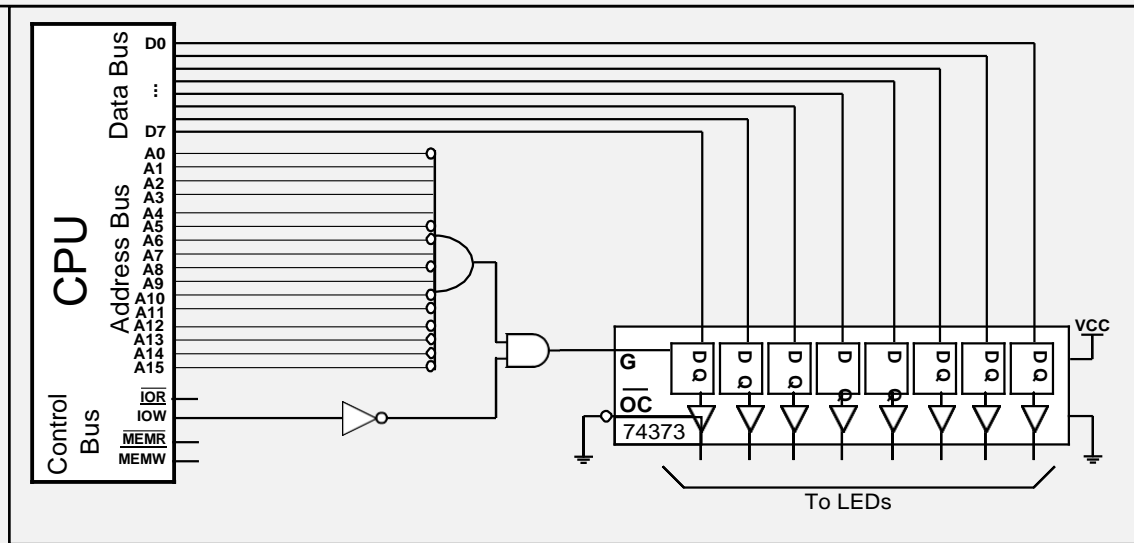 CPU
Data Bus
Address Bus
Control
Bus
D0
...
D7
A0
A1
A2
A3
A4
A5
A6
A7
A8
A9
A10
A11
A12
A13
A14
A15
IOR
IOW
MEMR
MEMW
VCC
G
OC
74373
D Q
D Q
D Q
D Q
D Q
D Q
D Q
D Q
To LEDs